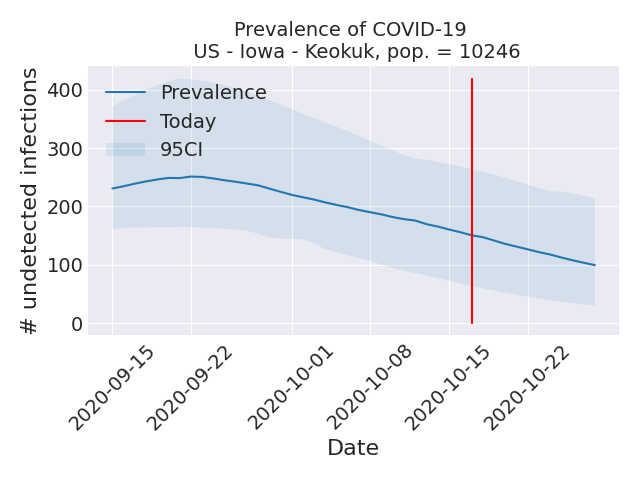 Prevalence of COVID-19
US - Iowa - Keokuk, pop. = 10246
# undetected infections
400
300
200
100
0
Prevalence
Today
95CI
2020-09-15
2020-09-22
2020-10-01
2020-10-08
2020-10-15
2020-10-22
Date